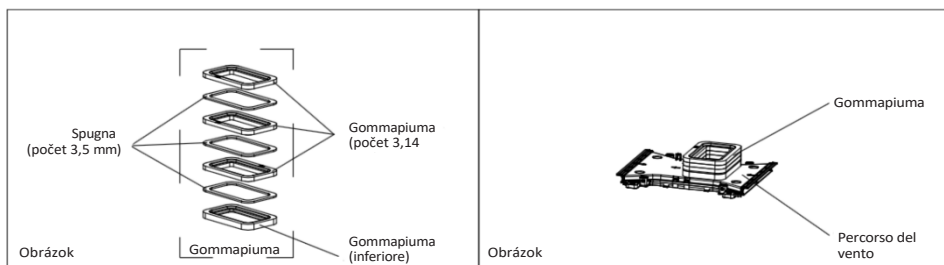 Spugna
(počet 3,5 mm)
Gommapiuma
(počet 3,14
Gommapiuma
(inferiore)
Gommapiuma
Obrázok
Gommapiuma
Percorso del
vento
Obrázok